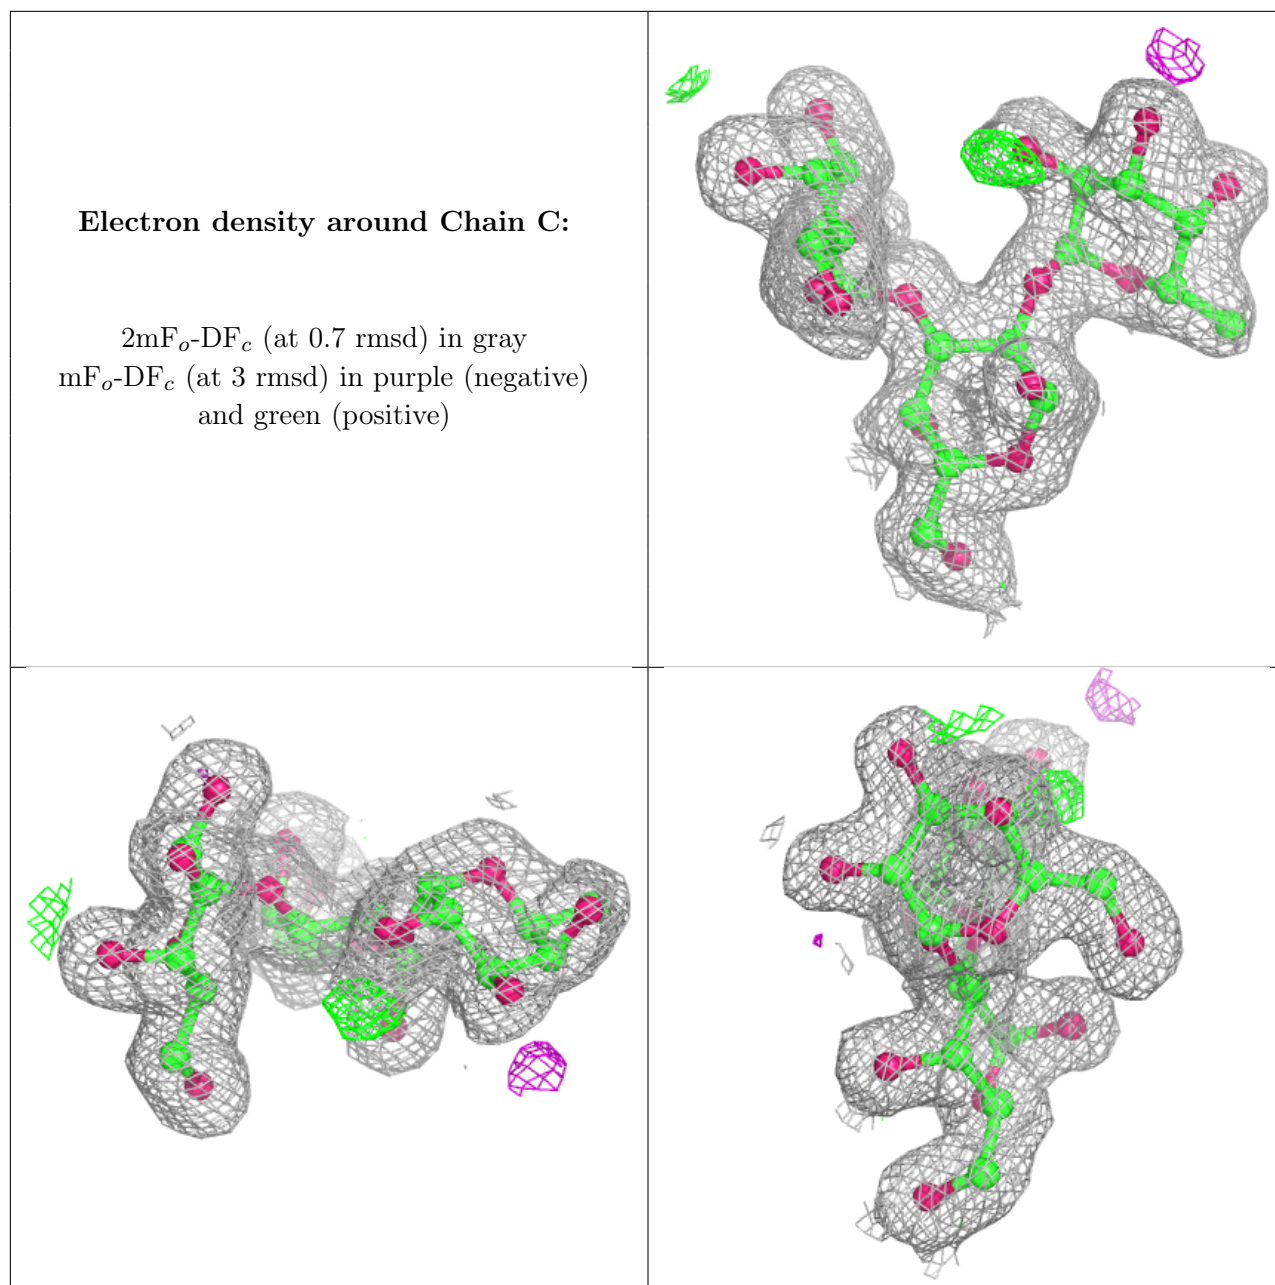 Electron density around Chain C:
2mFo-DFc (at 0.7 rmsd) in gray
mFo-DFc (at 3 rmsd) in purple (negative)
and green (positive)